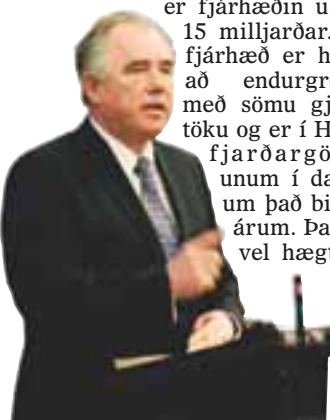 er fjárhæðin u
15 milljarðar.
fjárhæð er h
að endurgre
með sömu gj
töku og er í H
fjarðargö
unum í da
um það bi
árum. Þa
vel hægt